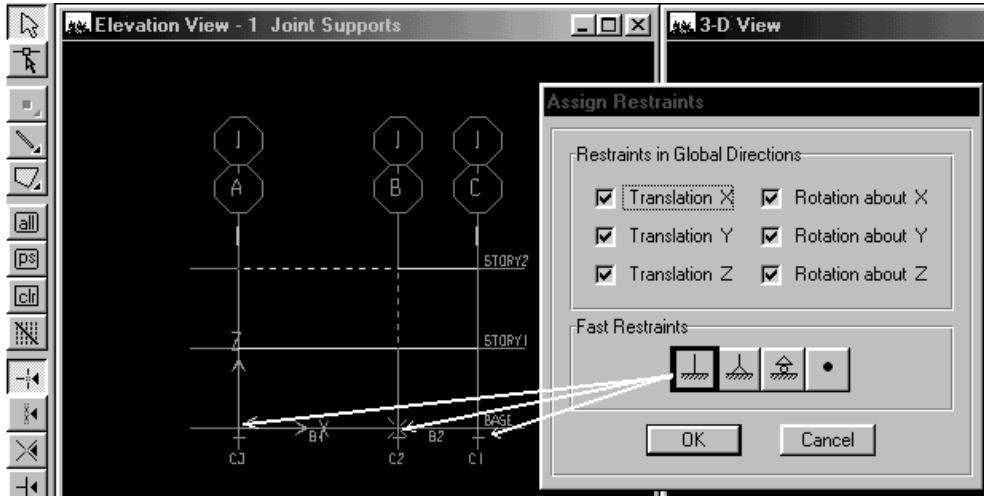 Elevation View - 1 Joint Supports
3-D View
Assign Restraints
Restraints in Global Directions
Translation X
Rotation about X
Translation Y
Rotation about Y
Translation Z
Rotation about Z
Fast Restraints
OK
Cancel
all
ps
clr
A
B
C
STORY2
STORY1
BASE
Z
X
B1
B2
C3
C2
C1